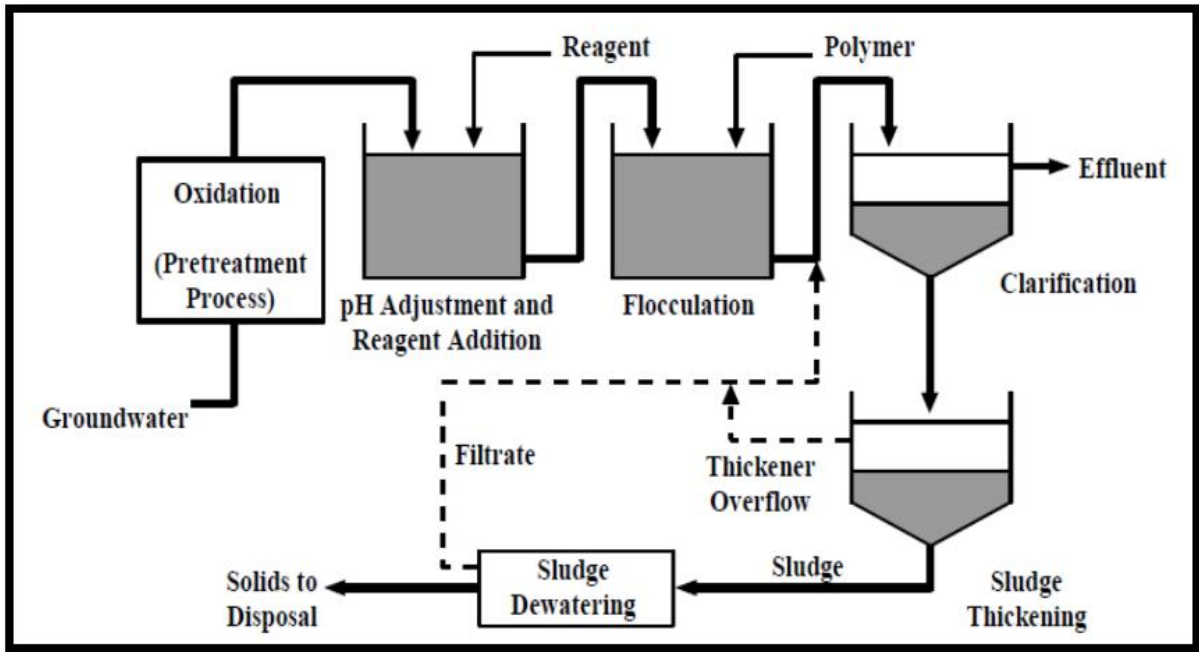 Reagent
Polymer
Oxidation
(Pretreatment
Process)
Effluent
pH Adjustment and
Reagent Addition
Flocculation
Clarification
Groundwater
Filtrate
Thickener
Overflow
Solids to
Disposal
Sludge
Dewatering
Sludge
Sludge
Thickening